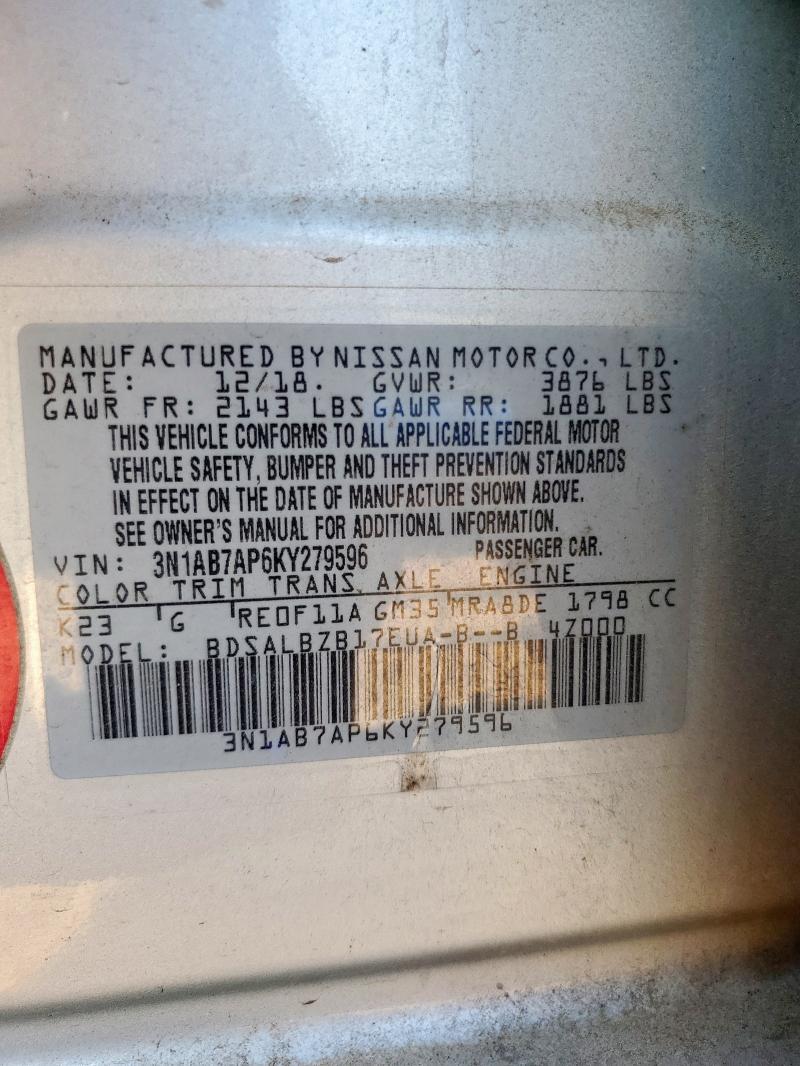 MANUFACTURED BY NISSAN MOTOR CO., LTD.
DATE: 12/18. GVWR: 3876 LBS
GAWR FR: 2143 LBS GAWR RR: 1881 LBS
THIS VEHICLE CONFORMS TO ALL APPLICABLE FEDERAL MOTOR
VEHICLE SAFETY, BUMPER AND THEFT PREVENTION STANDARDS
IN EFFECT ON THE DATE OF MANUFACTURE SHOWN ABOVE.
SEE OWNER'S MANUAL FOR ADDITIONAL INFORMATION.
VIN: 3N1AB7AP6KY279596 PASSENGER CAR.
COLOR TRIM TRANS AXLE ENGINE
K23 G RE0F11A GM35 MRA8DE 1798 CC
MODEL: BDSALBZB17EUA-B--B 4Z000
3N1AB7AP6KY279596